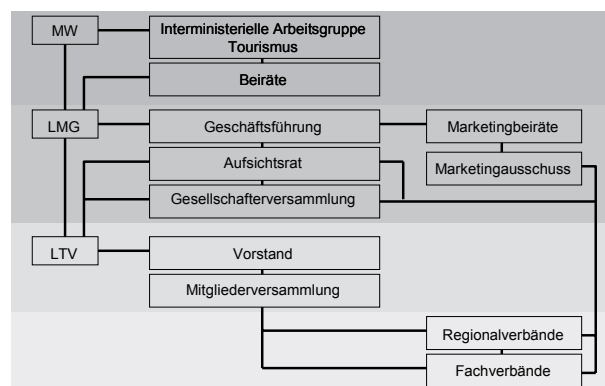 MW
Interministerielle Arbeitsgruppe
Tourismus
Beiräte
LMG
Geschäftsführung
Marketingbeiräte
Aufsichtsrat
Marketingausschuss
Gesellschafterversammlung
LTV
Vorstand
Mitgliederversammlung
Regionalverbände
Fachverbände